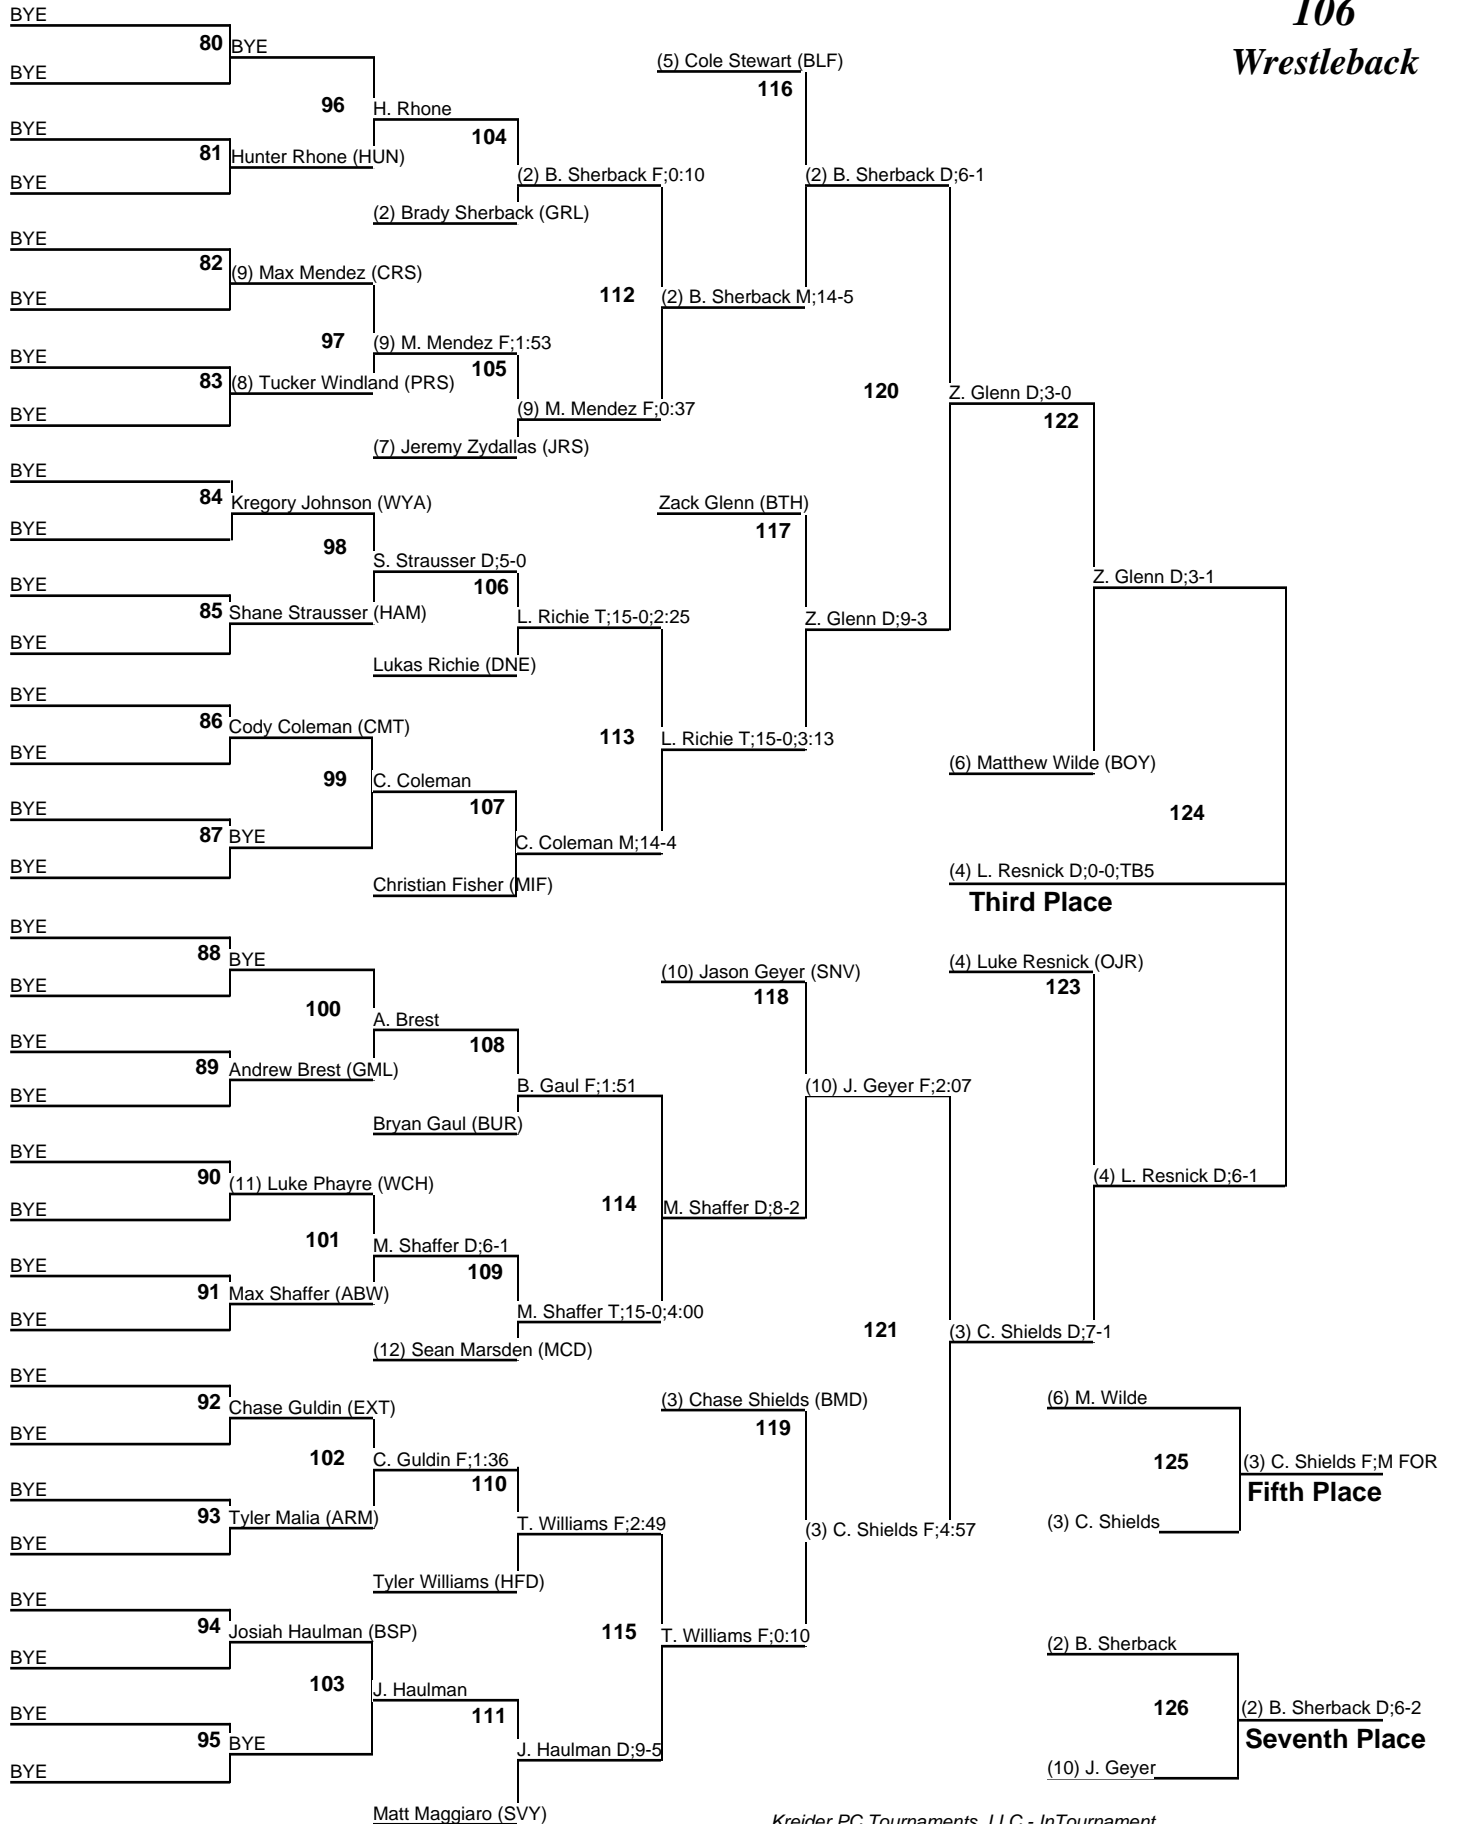 106
Wrestleback
BYE
80 BYE
BYE
96 H. Rhone
BYE
81 Hunter Rhone (HUN)
BYE
104
(2) B. Sherback F;0:10
(2) Brady Sherback (GRL)
(5) Cole Stewart (BLF)
116
(2) B. Sherback D;6-1
BYE
82 (9) Max Mendez (CRS)
BYE
112 (2) B. Sherback M;14-5
97 (9) M. Mendez F;1:53
BYE
83 (8) Tucker Windland (PRS)
BYE
105
(9) M. Mendez F;0:37
(7) Jeremy Zydallas (JRS)
120 Z. Glenn D;3-0
122
BYE
84 Kregory Johnson (WYA)
BYE
98 S. Strausser D;5-0
BYE
85 Shane Strausser (HAM)
BYE
106
L. Richie T;15-0;2:25
Lukas Richie (DNE)
Zack Glenn (BTH)
117
Z. Glenn D;9-3
Z. Glenn D;3-1
BYE
86 Cody Coleman (CMT)
BYE
113 L. Richie T;15-0;3:13
99 C. Coleman
BYE
87 BYE
BYE
107
C. Coleman M;14-4
Christian Fisher (MIF)
(6) Matthew Wilde (BOY)
124
(4) L. Resnick D;0-0;TB5
Third Place
BYE
88 BYE
BYE
100 A. Brest
BYE
89 Andrew Brest (GML)
BYE
108
B. Gaul F;1:51
Bryan Gaul (BUR)
(10) Jason Geyer (SNV)
118
(10) J. Geyer F;2:07
(4) Luke Resnick (OJR)
123
BYE
90 (11) Luke Phayre (WCH)
BYE
114 M. Shaffer D;8-2
(4) L. Resnick D;6-1
101 M. Shaffer D;6-1
BYE
91 Max Shaffer (ABW)
BYE
109
M. Shaffer T;15-0;4:00
(12) Sean Marsden (MCD)
121 (3) C. Shields D;7-1
BYE
92 Chase Guldin (EXT)
BYE
102 C. Guldin F;1:36
BYE
93 Tyler Malia (ARM)
BYE
110
T. Williams F;2:49
Tyler Williams (HFD)
(3) Chase Shields (BMD)
119
(3) C. Shields F;4:57
(6) M. Wilde
125 (3) C. Shields F;M FOR
Fifth Place
(3) C. Shields
BYE
94 Josiah Haulman (BSP)
BYE
115 T. Williams F;0:10
103 J. Haulman
BYE
95 BYE
BYE
111
J. Haulman D;9-5
Matt Maggiaro (SVY)
(2) B. Sherback
126 (2) B. Sherback D;6-2
Seventh Place
(10) J. Geyer
Kreider PC Tournaments, LLC - InTournament